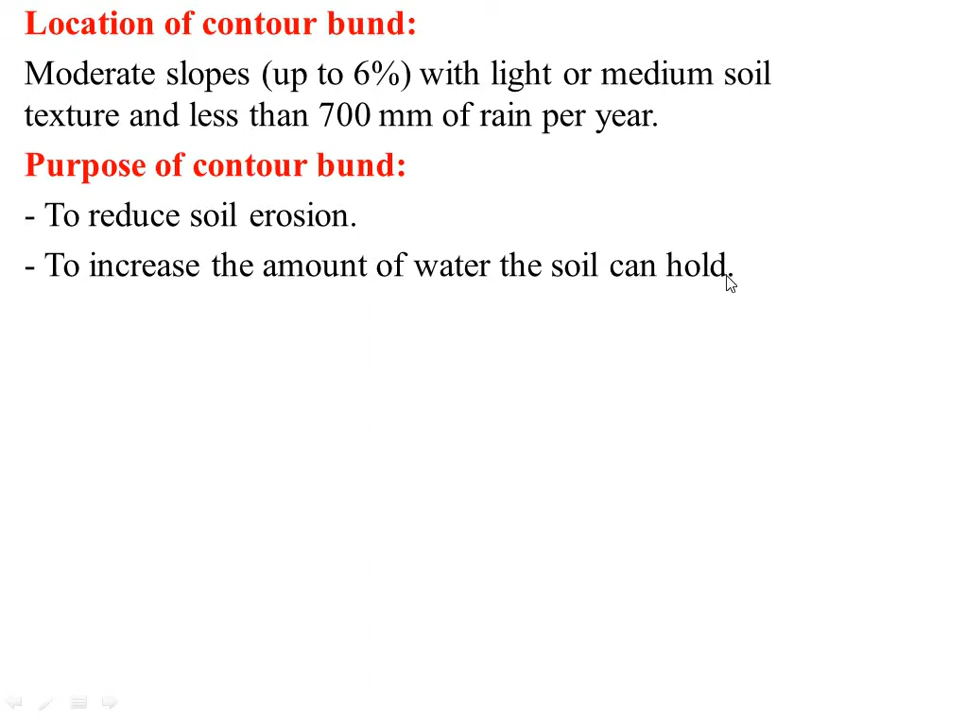 Location of contour bund:
Moderate slopes (up to 6%) with light or medium soil
texture and less than 700 mm of rain per year.
Purpose of contour bund:
- To reduce soil erosion.
- To increase the amount of water the soil can hold.